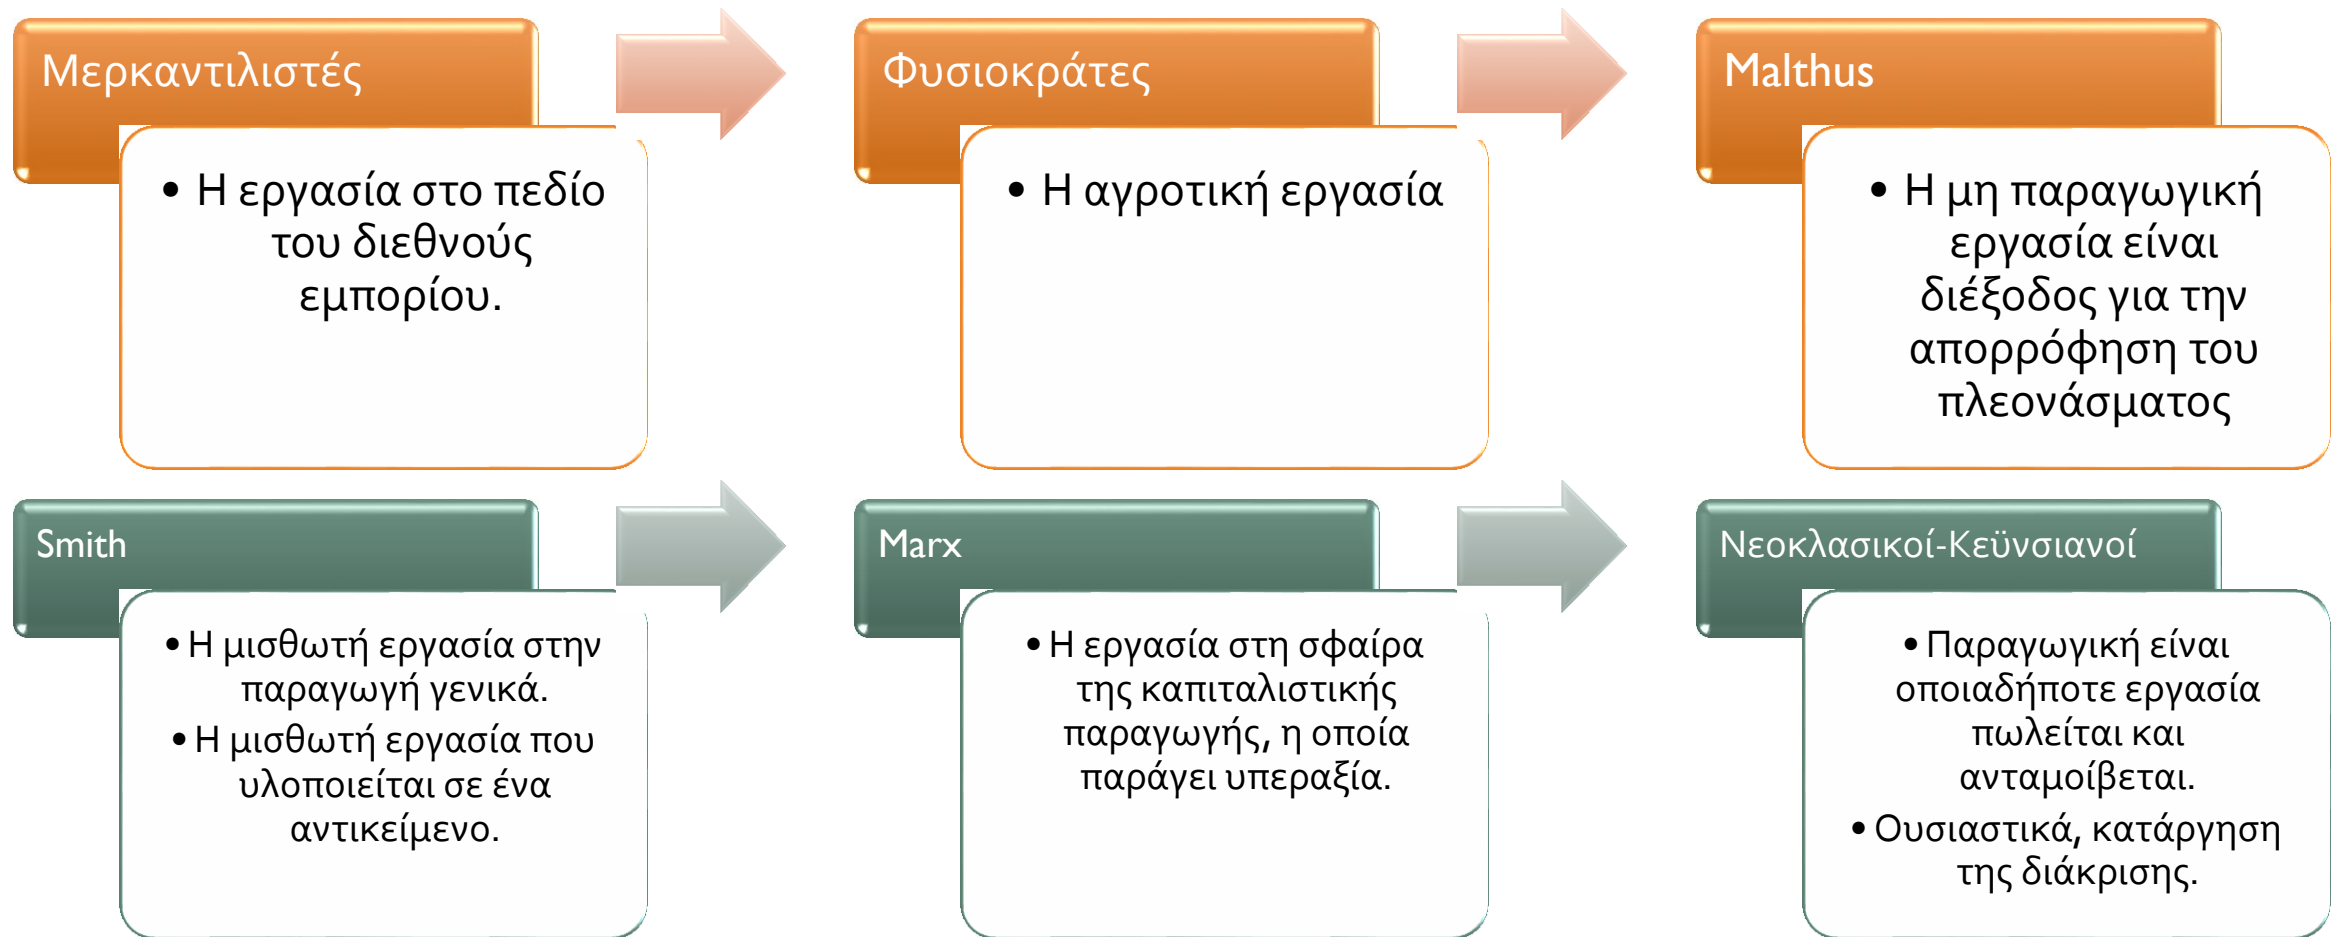 Μερκαντιλιστές
• Η εργασία στο πεδίο
του διεθνούς
εμπορίου.
Φυσιοκράτες
• Η αγροτική εργασία
Malthus
• Η μη παραγωγική
εργασία είναι
διέξοδος για την
απορρόφηση του
πλεονάσματος
Smith
• Η μισθωτή εργασία στην
παραγωγή γενικά.
• Η μισθωτή εργασία που
υλοποιείται σε ένα
αντικείμενο.
Marx
• Η εργασία στη σφαίρα
της καπιταλιστικής
παραγωγής, η οποία
παράγει υπεραξία.
Νεοκλασικοί-Κεϋνσιανοί
• Παραγωγική είναι
οποιαδήποτε εργασία
πωλείται και
ανταμοίβεται.
• Ουσιαστικά, κατάργηση
της διάκρισης.